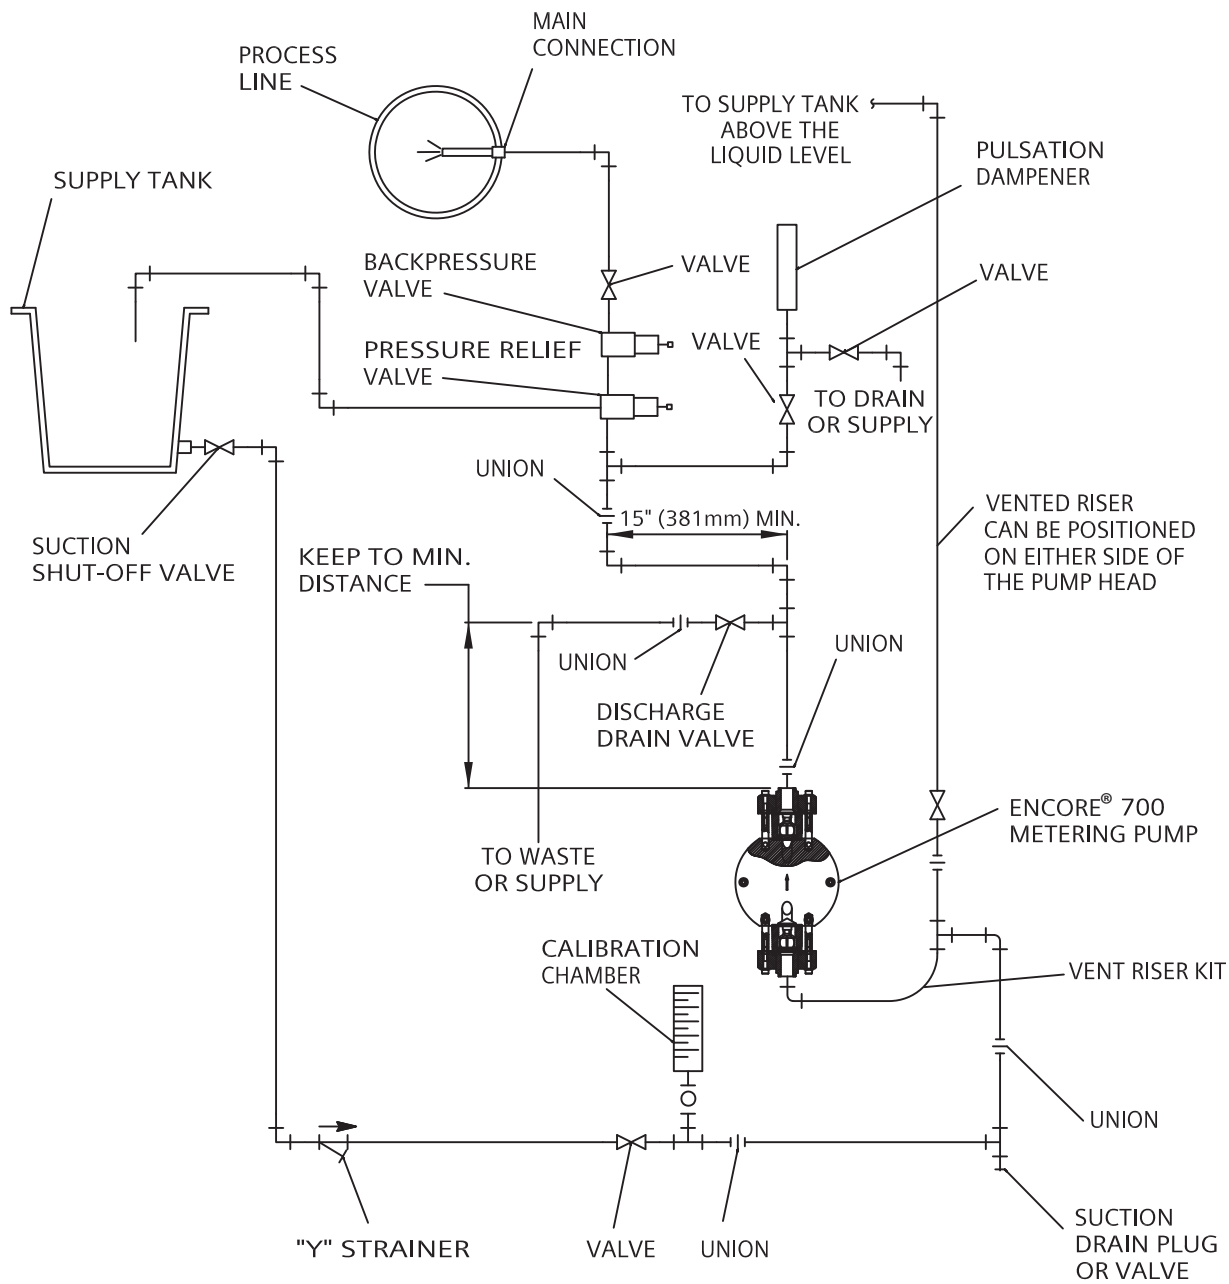 MAIN
CONNECTION
PROCESS
LINE
TO SUPPLY TANK
ABOVE THE
LIQUID LEVEL
PULSATION
DAMPENER
SUPPLY TANK
BACKPRESSURE
VALVE
VALVE
VALVE
PRESSURE RELIEF
VALVE
VALVE
TO DRAIN
OR SUPPLY
UNION
15" (381mm) MIN.
VENTED RISER
CAN BE POSITIONED
ON EITHER SIDE OF
THE PUMP HEAD
SUCTION
SHUT-OFF VALVE
KEEP TO MIN.
DISTANCE
UNION
UNION
DISCHARGE
DRAIN VALVE
ENCORE® 700
METERING PUMP
TO WASTE
OR SUPPLY
CALIBRATION
CHAMBER
VENT RISER KIT
UNION
"Y" STRAINER
VALVE
UNION
SUCTION
DRAIN PLUG
OR VALVE